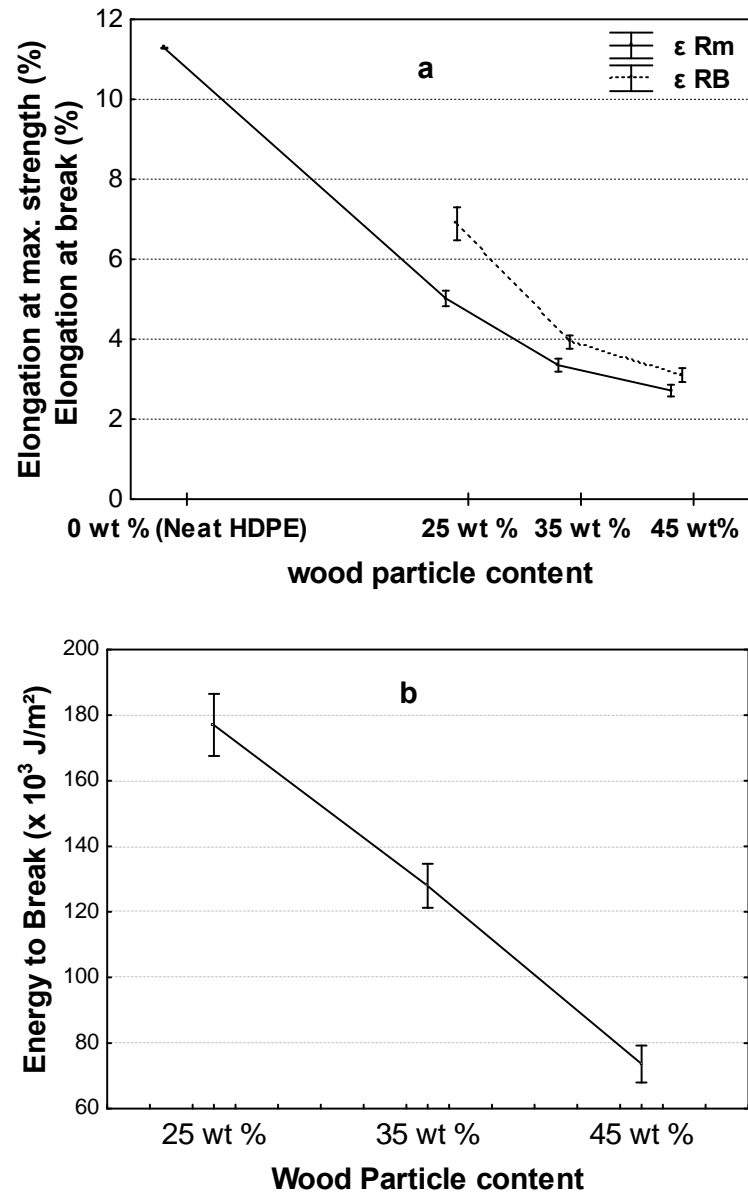 a
ε Rm
ε RB
Elongation at max. strength (%)
Elongation at break (%)
12
10
8
6
4
2
0
0 wt % (Neat HDPE) 25 wt % 35 wt % 45 wt%
wood particle content
b
Energy to Break (x 10³ J/m²)
200
180
160
140
120
100
80
60
25 wt % 35 wt % 45 wt %
Wood Particle content